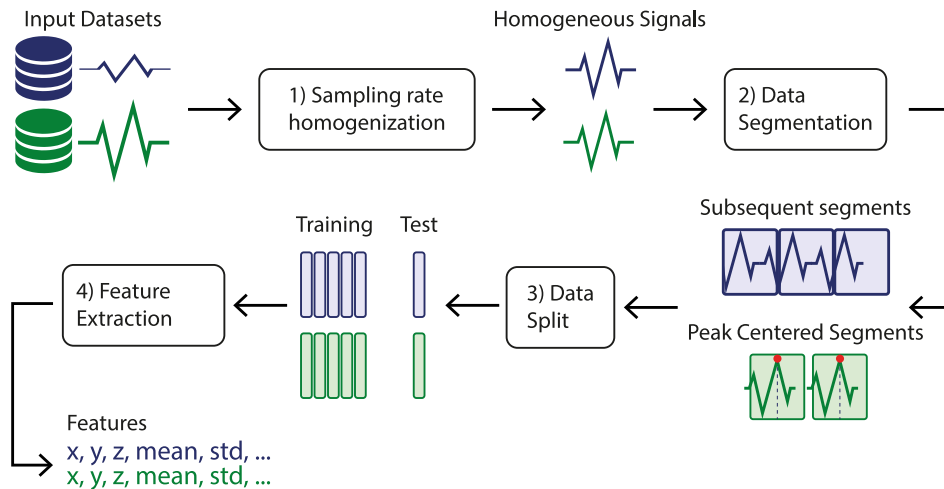 Input Datasets
1) Sampling rate
homogenization
Homogeneous Signals
2) Data
Segmentation
Subsequent segments
Peak Centered Segments
3) Data
Split
Training
Test
4) Feature
Extraction
Features
x, y, z, mean, std, ...
x, y, z, mean, std, ...